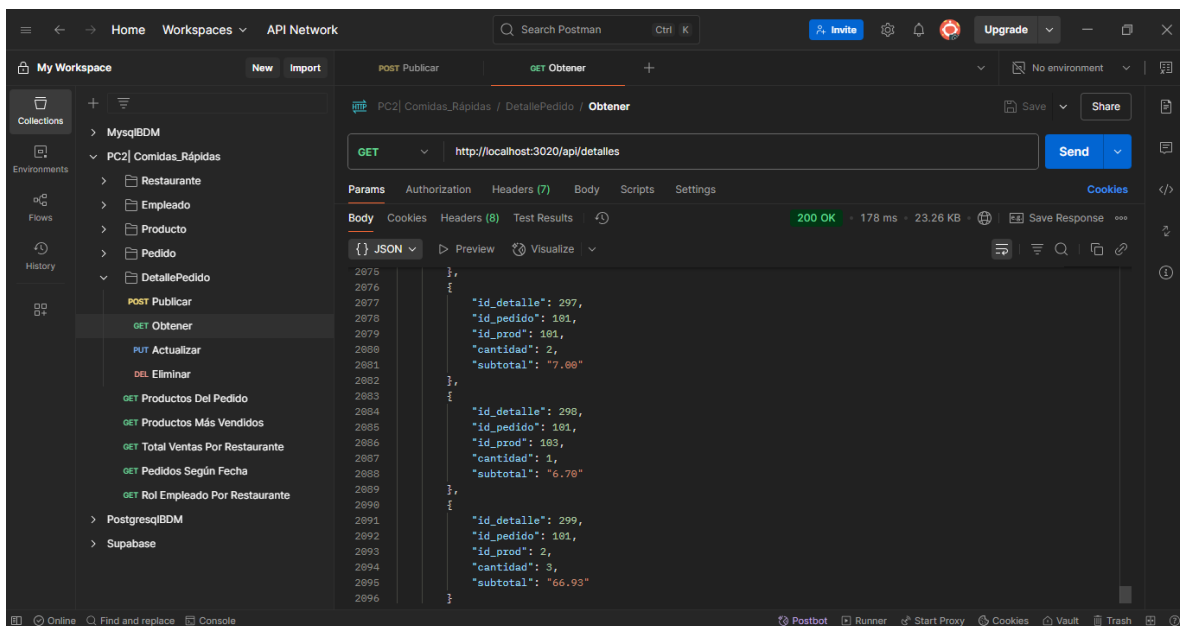 Home Workspaces API Network Search Postman Ctrl K Invite Upgrade
My Workspace New Import POST Publicar GET Obtener No environment
Collections
Environments
Flows
History
MysqlBDM
PC2| Comidas_Rápidas
Restaurante
Empleado
Producto
Pedido
DetallePedido
POST Publicar
GET Obtener
PUT Actualizar
DEL Eliminar
GET Productos Del Pedido
GET Productos Más Vendidos
GET Total Ventas Por Restaurante
GET Pedidos Según Fecha
GET Rol Empleado Por Restaurante
PostgresqlBDM
Supabase
HTTP PC2| Comidas_Rápidas / DetallePedido / Obtener Save Share
GET http://localhost:3020/api/detalles Send
Params Authorization Headers (7) Body Scripts Settings Cookies
Body Cookies Headers (8) Test Results 200 OK • 178 ms • 23.26 KB • e.g. Save Response
{} JSON Preview Visualize
2075 },
2076 {
2077 "id_detalle": 297,
2078 "id_pedido": 101,
2079 "id_prod": 101,
2080 "cantidad": 2,
2081 "subtotal": "7.00"
2082 },
2083 {
2084 "id_detalle": 298,
2085 "id_pedido": 101,
2086 "id_prod": 103,
2087 "cantidad": 1,
2088 "subtotal": "6.70"
2089 },
2090 {
2091 "id_detalle": 299,
2092 "id_pedido": 101,
2093 "id_prod": 2,
2094 "cantidad": 3,
2095 "subtotal": "66.93"
2096 }
Online Find and replace Console Postbot Runner Start Proxy Cookies Vault Trash